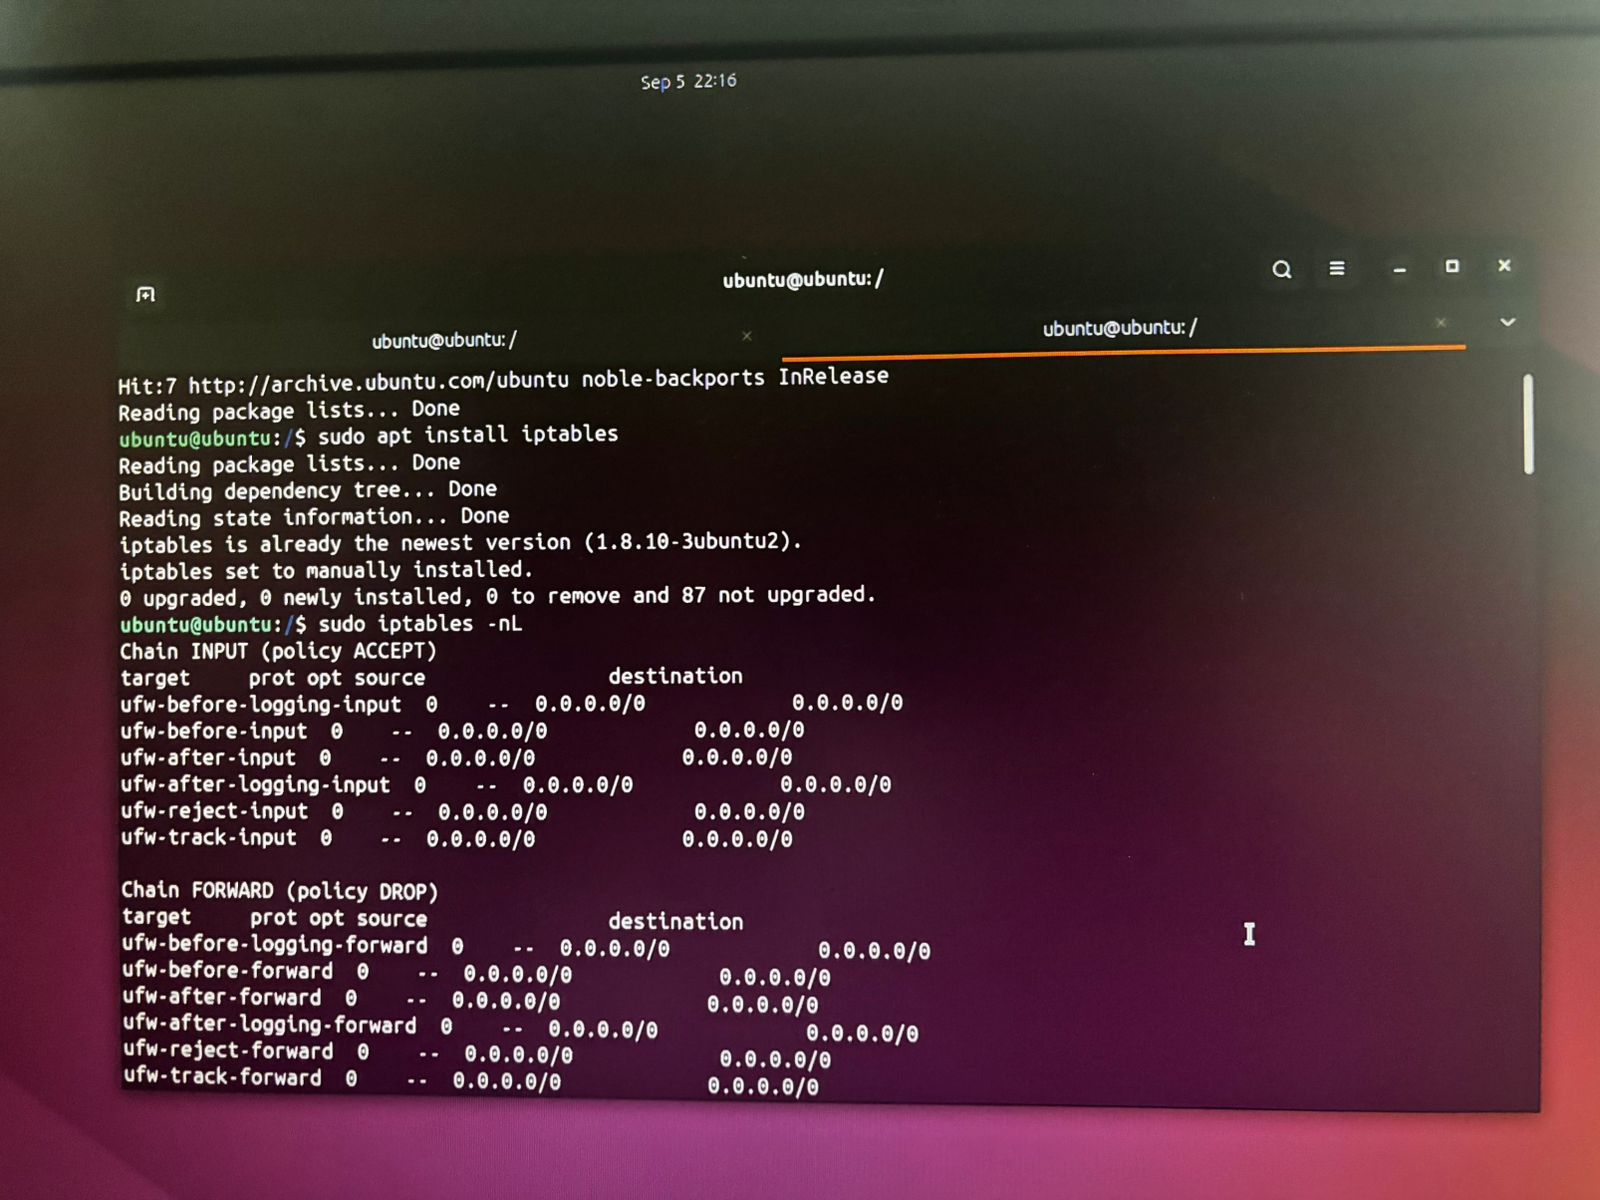 Sep 5 22:16
ubuntu@ubuntu: /
ubuntu@ubuntu: /
ubuntu@ubuntu: /
Hit:7 http://archive.ubuntu.com/ubuntu noble-backports InRelease
Reading package lists... Done
ubuntu@ubuntu:/$ sudo apt install iptables
Reading package lists... Done
Building dependency tree... Done
Reading state information... Done
iptables is already the newest version (1.8.10-3ubuntu2).
iptables set to manually installed.
0 upgraded, 0 newly installed, 0 to remove and 87 not upgraded.
ubuntu@ubuntu:/$ sudo iptables -nL
Chain INPUT (policy ACCEPT)
target     prot opt source               destination
ufw-before-logging-input  0    --  0.0.0.0/0            0.0.0.0/0
ufw-before-input  0    --  0.0.0.0/0            0.0.0.0/0
ufw-after-input  0    --  0.0.0.0/0            0.0.0.0/0
ufw-after-logging-input  0    --  0.0.0.0/0            0.0.0.0/0
ufw-reject-input  0    --  0.0.0.0/0            0.0.0.0/0
ufw-track-input  0    --  0.0.0.0/0            0.0.0.0/0
Chain FORWARD (policy DROP)
target     prot opt source               destination
ufw-before-logging-forward  0    --  0.0.0.0/0            0.0.0.0/0
ufw-before-forward  0    --  0.0.0.0/0            0.0.0.0/0
ufw-after-forward  0    --  0.0.0.0/0            0.0.0.0/0
ufw-after-logging-forward  0    --  0.0.0.0/0            0.0.0.0/0
ufw-reject-forward  0    --  0.0.0.0/0            0.0.0.0/0
ufw-track-forward  0    --  0.0.0.0/0            0.0.0.0/0